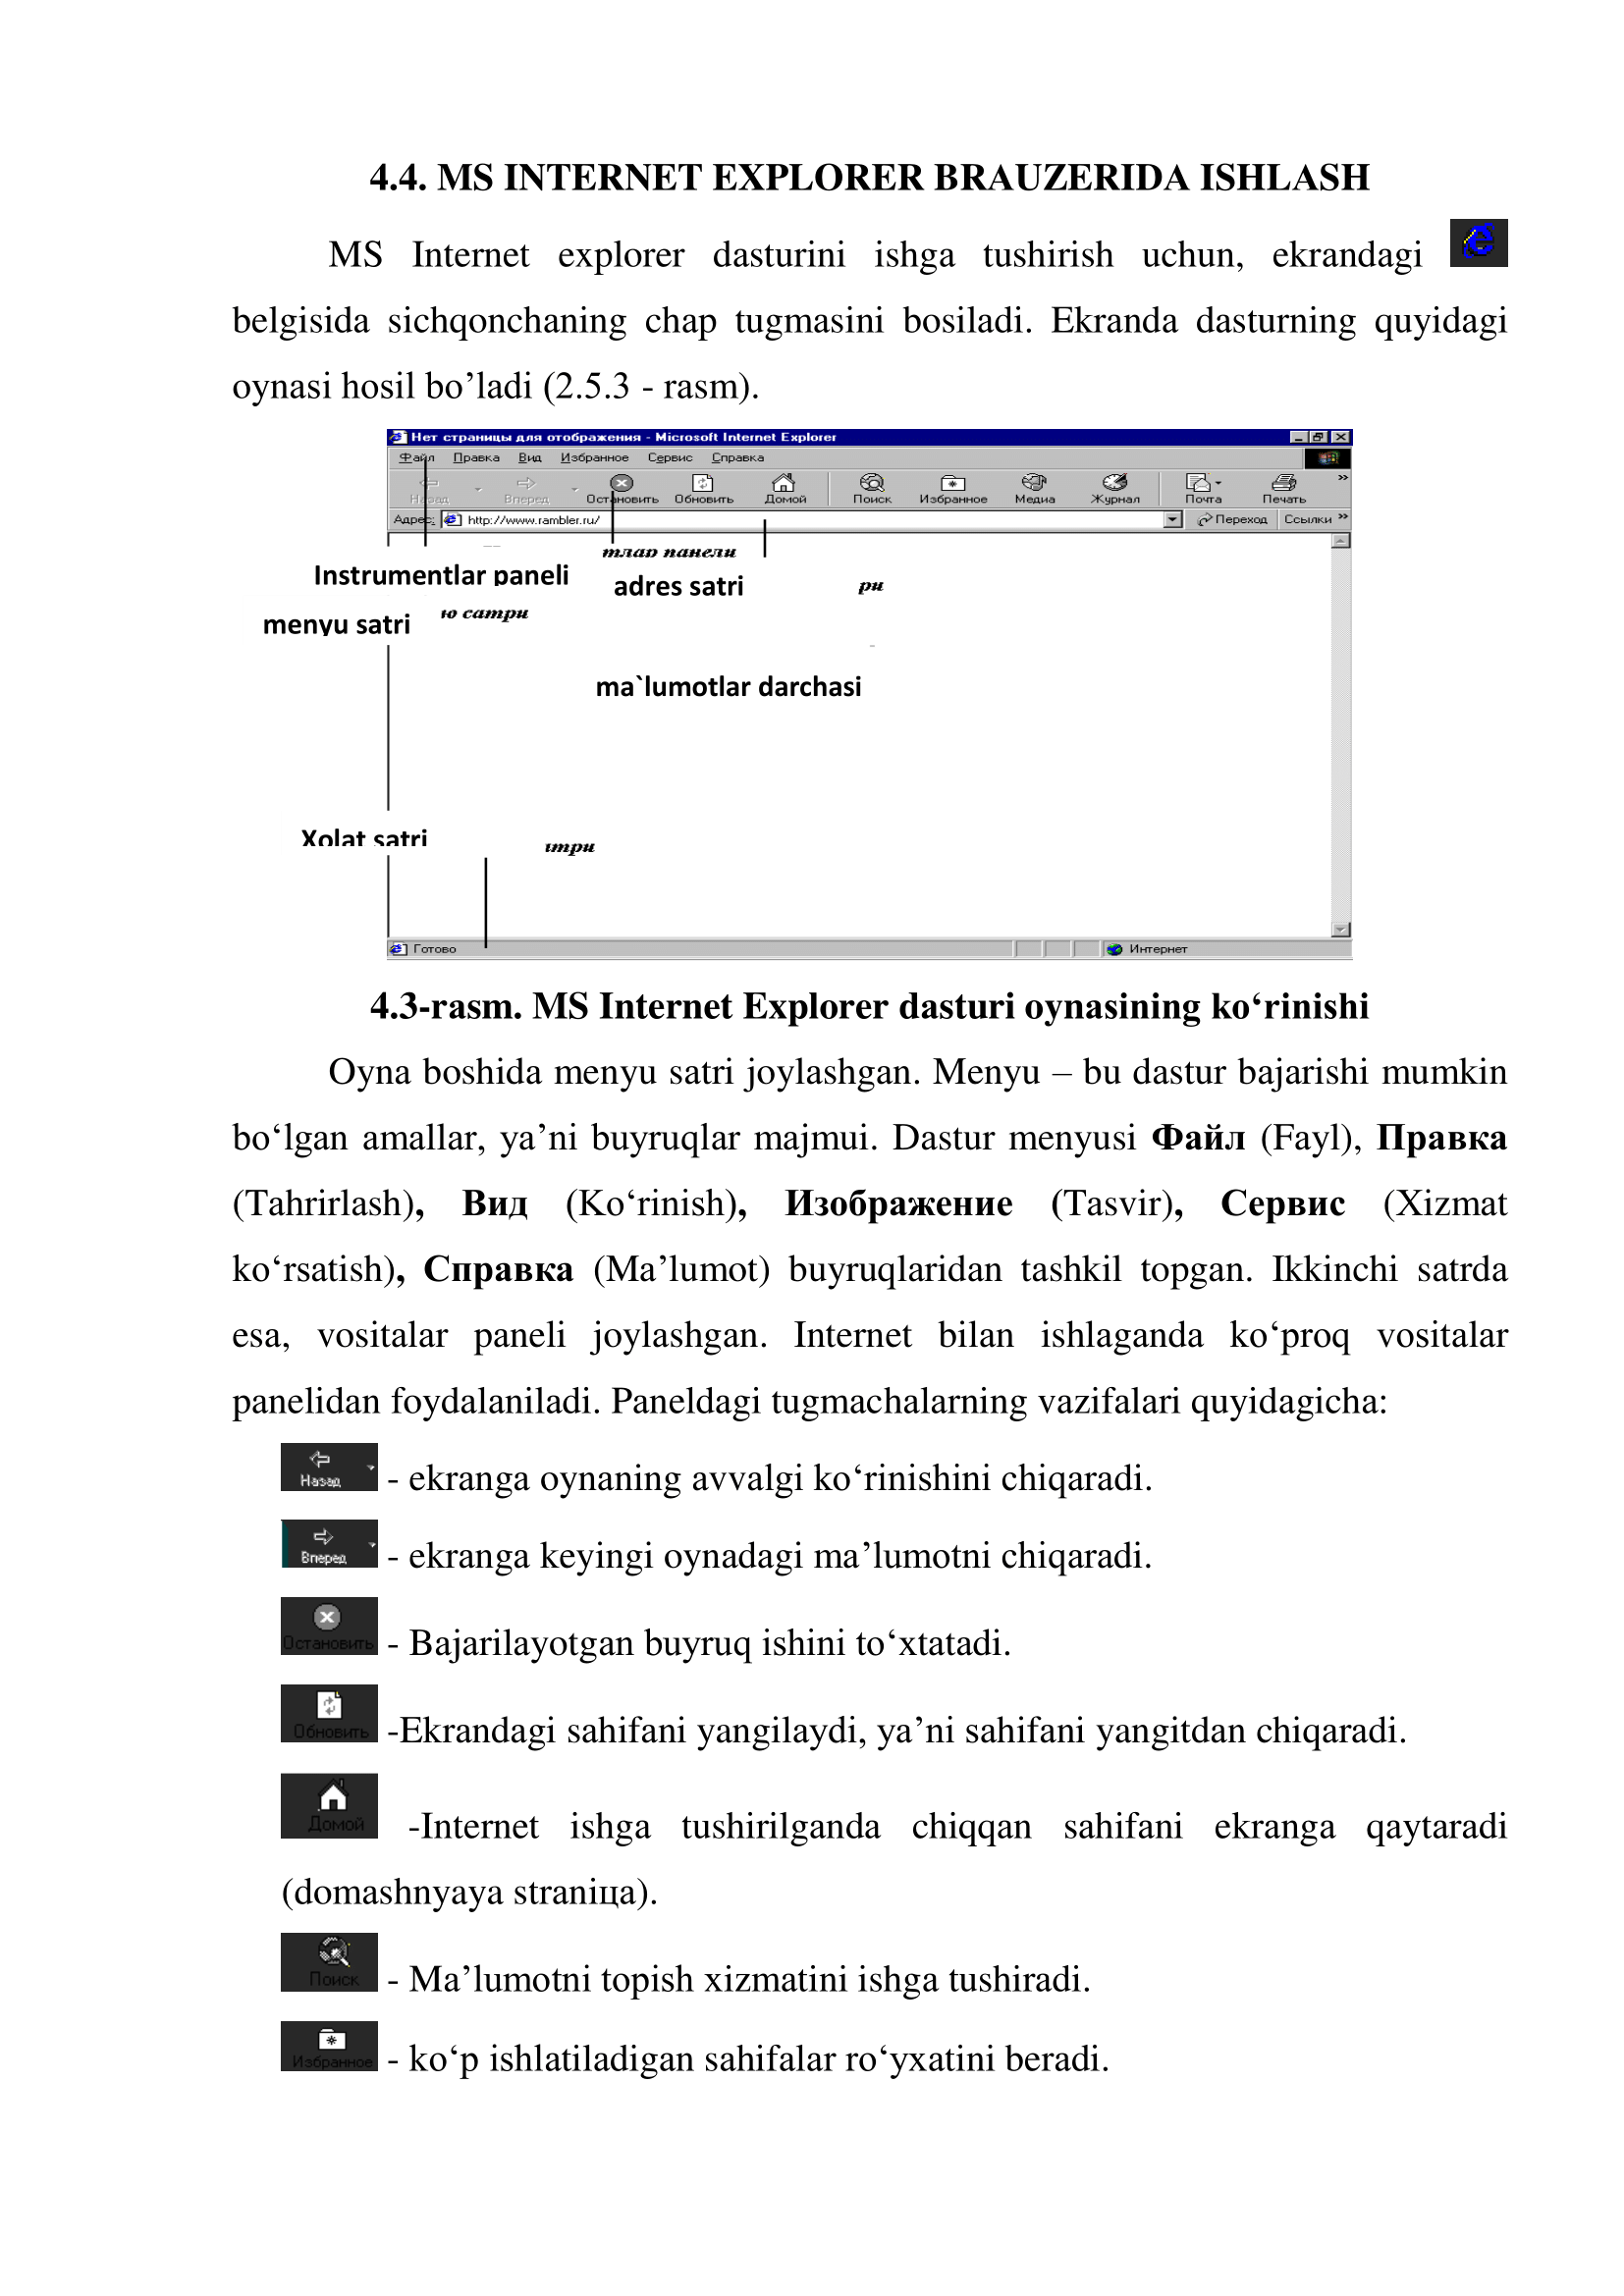 4.4. MS INTERNET EXPLORER BRAUZERIDA ISHLASH
MS Internet explorer dasturini ishga tushirish uchun, ekrandagi
belgisida sichqonchaning chap tugmasini bosiladi. Ekranda dasturning quyidagi
oynasi hosil bo’ladi (2.5.3 - rasm).
Нет страницы для отображения - Microsoft Internet Explorer
Файл Правка Вид Избранное Сервис Справка
Назад Вперед Остановить Обновить Домой Поиск Избранное Медиа Журнал Почта Печать
Адрес: http://www.rambler.ru/ Переход Ссылки
тлар панели
Instrumentlar paneli adres satri ри
menyu satri ю сатри
ma`lumotlar darchasi
Xolat satri ıтри
Готово Интернет
4.3-rasm. MS Internet Explorer dasturi oynasining ko‘rinishi
Oyna boshida menyu satri joylashgan. Menyu – bu dastur bajarishi mumkin
bo‘lgan amallar, ya’ni buyruqlar majmui. Dastur menyusi Файл (Fayl), Правка
(Tahrirlash), Вид (Ko‘rinish), Изображение (Tasvir), Сервис (Xizmat
ko‘rsatish), Справка (Ma’lumot) buyruqlaridan tashkil topgan. Ikkinchi satrda
esa, vositalar paneli joylashgan. Internet bilan ishlaganda ko‘proq vositalar
panelidan foydalaniladi. Paneldagi tugmachalarning vazifalari quyidagicha:
Назад - ekranga oynaning avvalgi ko‘rinishini chiqaradi.
Вперед - ekranga keyingi oynadagi ma’lumotni chiqaradi.
Остановить - Bajarilayotgan buyruq ishini to‘xtatadi.
Обновить -Ekrandagi sahifani yangilaydi, ya’ni sahifani yangitdan chiqaradi.
Домой -Internet ishga tushirilganda chiqqan sahifani ekranga qaytaradi
(domashnyaya straniцa).
Поиск - Ma’lumotni topish xizmatini ishga tushiradi.
Избранное - ko‘p ishlatiladigan sahifalar ro‘yxatini beradi.